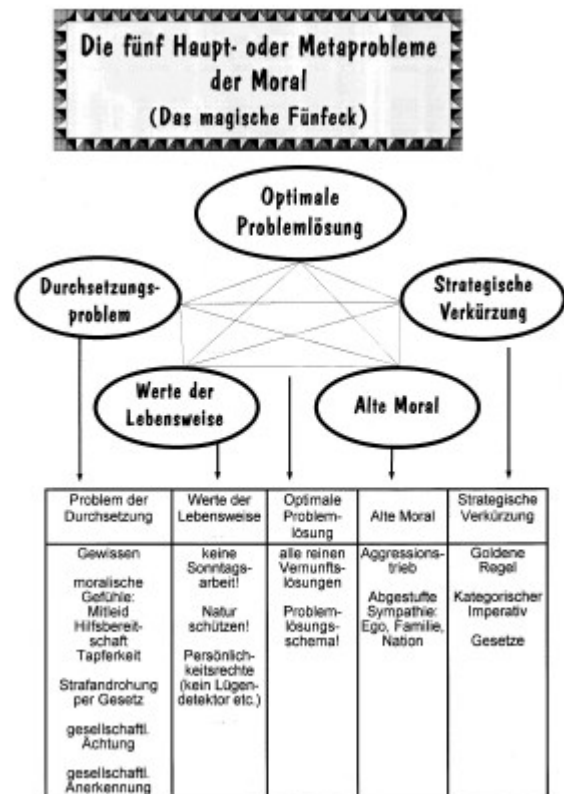 Die fünf Haupt- oder Metaprobleme
der Moral
(Das magische Fünfeck)
Optimale
Problemlösung
Durchsetzungs-
problem
Strategische
Verkürzung
Werte der
Lebensweise
Alte Moral
Problem der
Durchsetzung
Werte der
Lebensweise
Optimale
Problem-
lösung
Alte Moral
Strategische
Verkürzung
Gewissen
moralische
Gefühle:
Mitleid
Hilfsbereit-
schaft
Tapferkeit
Strafandrohung
per Gesetz
gesellschaftl.
Ächtung
gesellschaftl.
Anerkennung
keine
Sonntags-
arbeit!
Natur
schützen!
Persönlich-
keitsrechte
(kein Lügen-
detektor etc.)
alle reinen
Vernunfts-
lösungen
Problem-
lösungs-
schema!
Aggressions-
trieb
Abgestufte
Sympathie:
Ego, Familie,
Nation
Goldene
Regel
Kategorischer
Imperativ
Gesetze